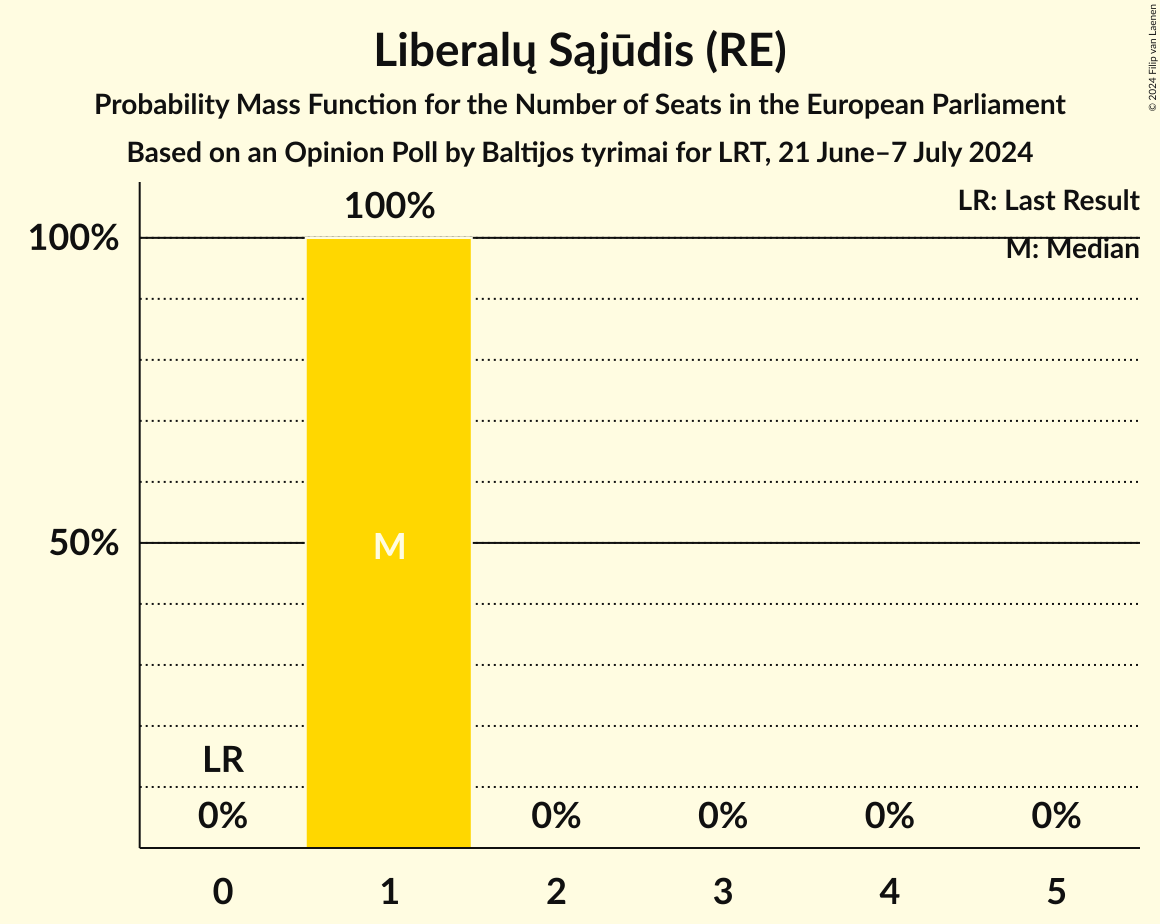 Liberalų Sąjūdis (RE)
Probability Mass Function for the Number of Seats in the European Parliament
Based on an Opinion Poll by Baltijos tyrimai for LRT, 21 June–7 July 2024
© 2024 Filip van Laenen
LR: Last Result
M: Median
100%
100%
50%
M
LR
0%
0%
0%
0%
0%
0
1
2
3
4
5